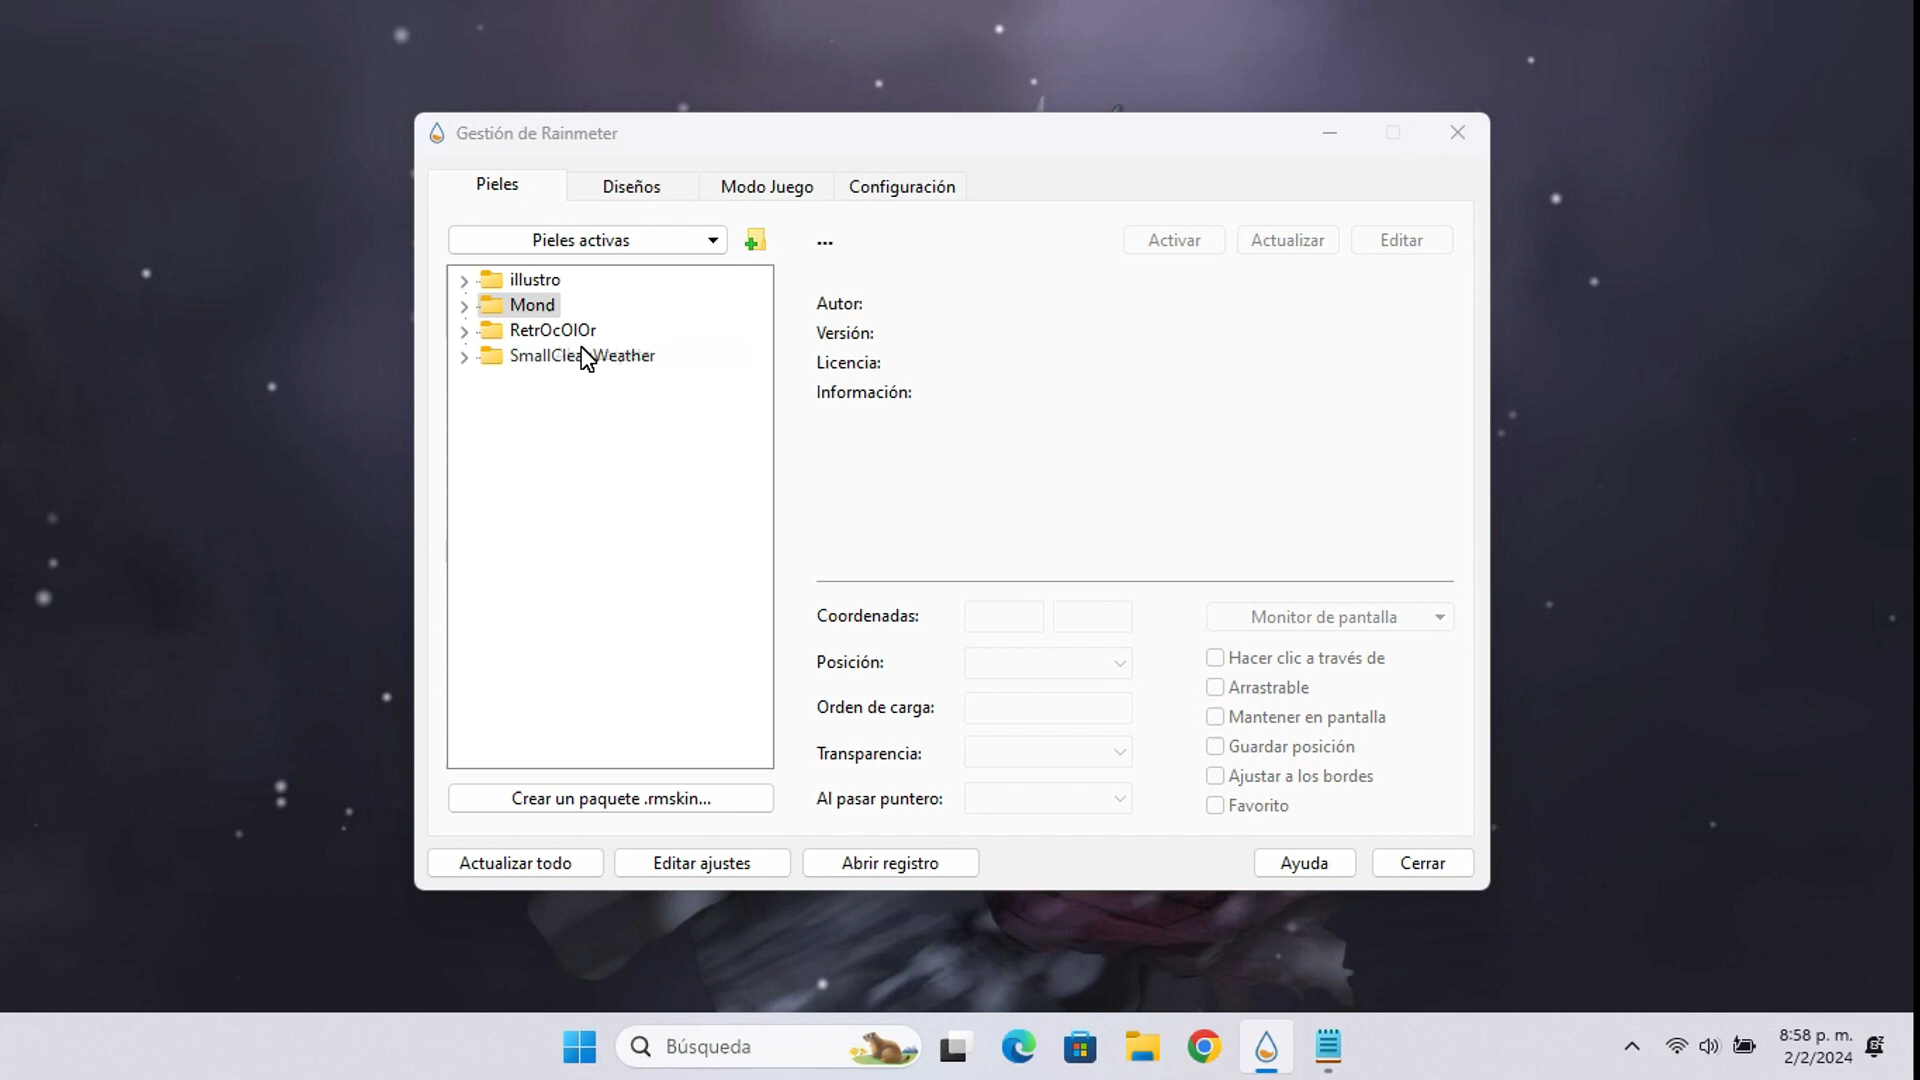 Gestión de Rainmeter
Pieles
Diseños
Modo Juego
Configuración
Pieles activas
...
Activar
Actualizar
Editar
illustro
Mond
RetrOcOlOr
SmallCleanWeather
Autor:
Versión:
Licencia:
Información:
Coordenadas:
Monitor de pantalla
Posición:
Hacer clic a través de
Arrastrable
Orden de carga:
Mantener en pantalla
Transparencia:
Guardar posición
Ajustar a los bordes
Al pasar puntero:
Favorito
Crear un paquete .rmskin...
Actualizar todo
Editar ajustes
Abrir registro
Ayuda
Cerrar
Búsqueda
8:58 p. m.
2/2/2024